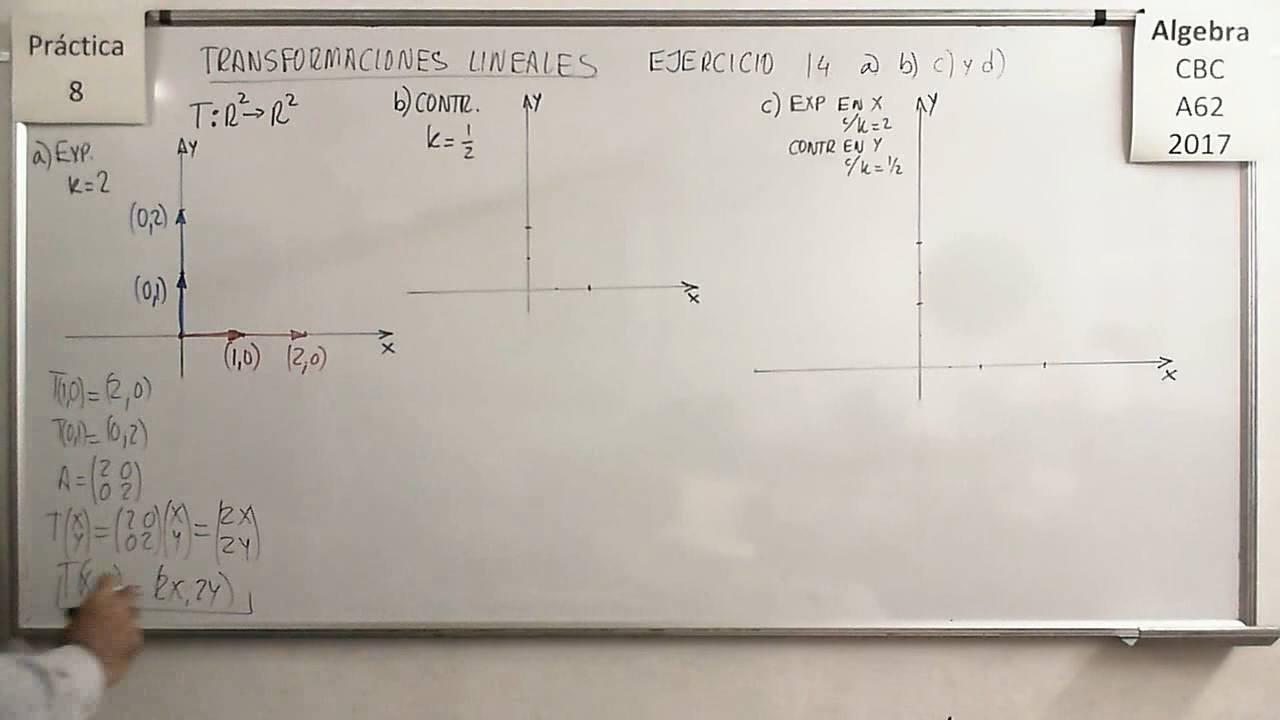 Práctica
8
TRANSFORMACIONES LINEALES EJERCICIO 14 a) b) c) y d)
Algebra
CBC
A62
2017
T:R²→R²
a) EXP.
k=2
Y
(0,2)
(0,1)
(1,0) (2,0)
X
T(1,0)=(2,0)
T(0,1)=(0,2)
A=(2 0
0 2)
T(X
Y)=(2 0
0 2)(X
Y)=(2X
2Y)
= (2X,2Y)
b) CONTR.
k=1/2
Y
X
c) EXP EN X
c/k=2
CONTR EN Y
c/k=1/2
Y
X